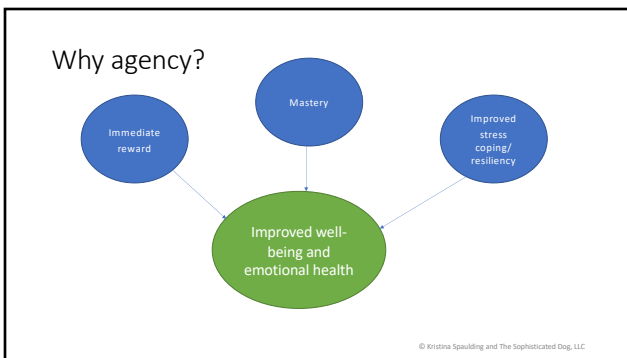 Why agency?
Immediate
reward
Mastery
Improved
stress
coping/
resiliency
Improved well-
being and
emotional health
© Kristina Spaulding and The Sophisticated Dog, LLC